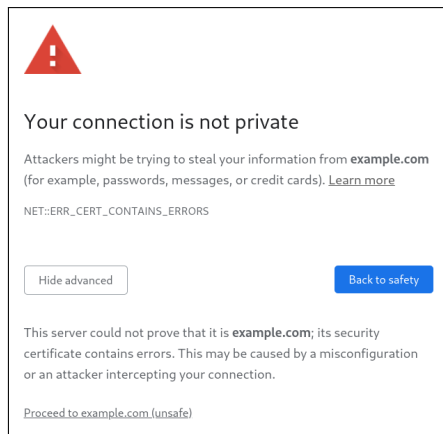 Your connection is not private
Attackers might be trying to steal your information from example.com
(for example, passwords, messages, or credit cards). Learn more
NET::ERR_CERT_CONTAINS_ERRORS
Hide advanced
Back to safety
This server could not prove that it is example.com; its security
certificate contains errors. This may be caused by a misconfiguration
or an attacker intercepting your connection.
Proceed to example.com (unsafe)